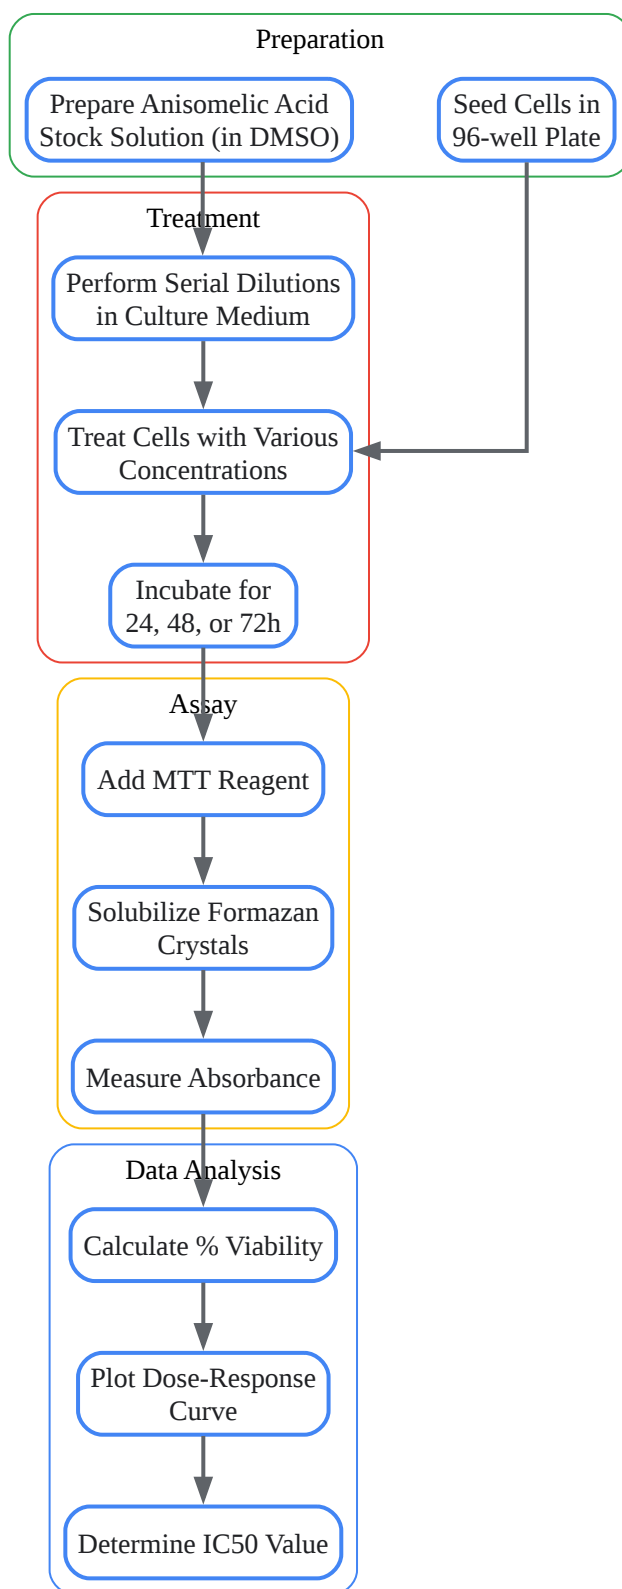 Preparation
Prepare Anisomelic Acid
Stock Solution (in DMSO)
Seed Cells in
96-well Plate
Treatment
Perform Serial Dilutions
in Culture Medium
Treat Cells with Various
Concentrations
Incubate for
24, 48, or 72h
Assay
Add MTT Reagent
Solubilize Formazan
Crystals
Measure Absorbance
Data Analysis
Calculate % Viability
Plot Dose-Response
Curve
Determine IC50 Value